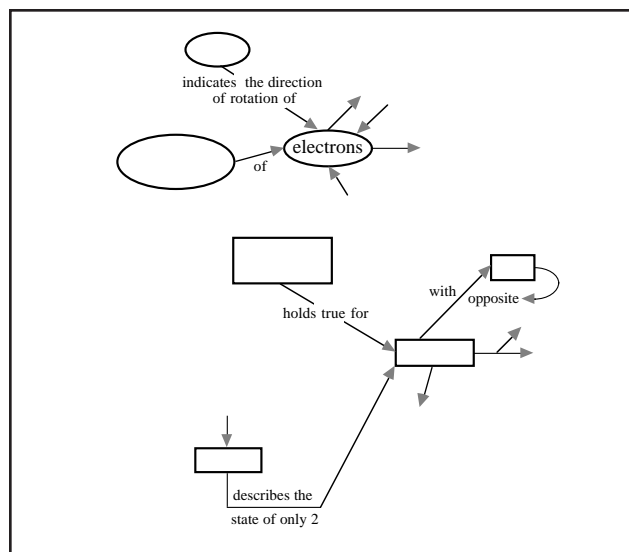 indicates the direction
of rotation of
electrons
of
with
opposite
holds true for
describes the
state of only 2